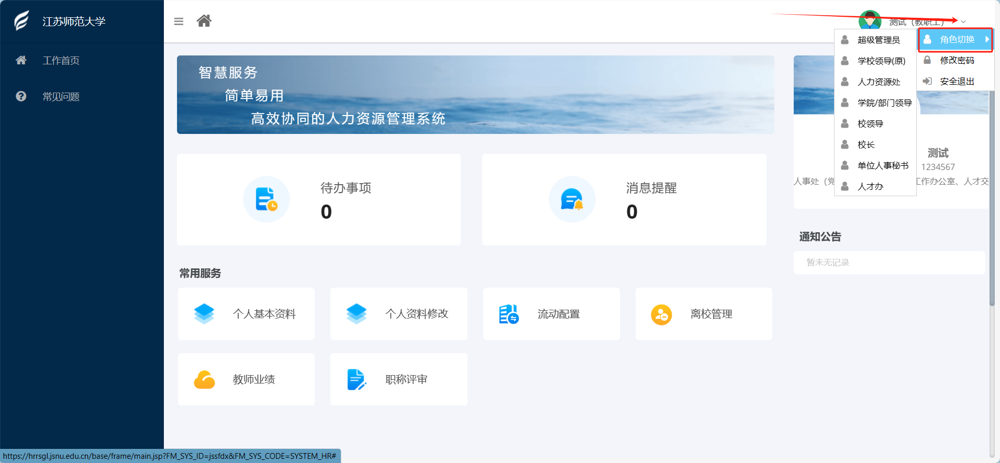 江苏师范大学
测试（教职工）
工作首页
常见问题
智慧服务
简单易用
高效协同的人力资源管理系统
超级管理员
学校领导(原)
人力资源处
学院/部门领导
校领导
校长
单位人事秘书
人才办
角色切换
修改密码
安全退出
测试
1234567
人事处（党
工作办公室、人才交
待办事项
0
消息提醒
0
通知公告
暂未无记录
常用服务
个人基本资料
个人资料修改
流动配置
离校管理
教师业绩
职称评审
https://hrrsgl.jsnu.edu.cn/base/frame/main.jsp?FM_SYS_ID=jssfdx&FM_SYS_CODE=SYSTEM_HR#